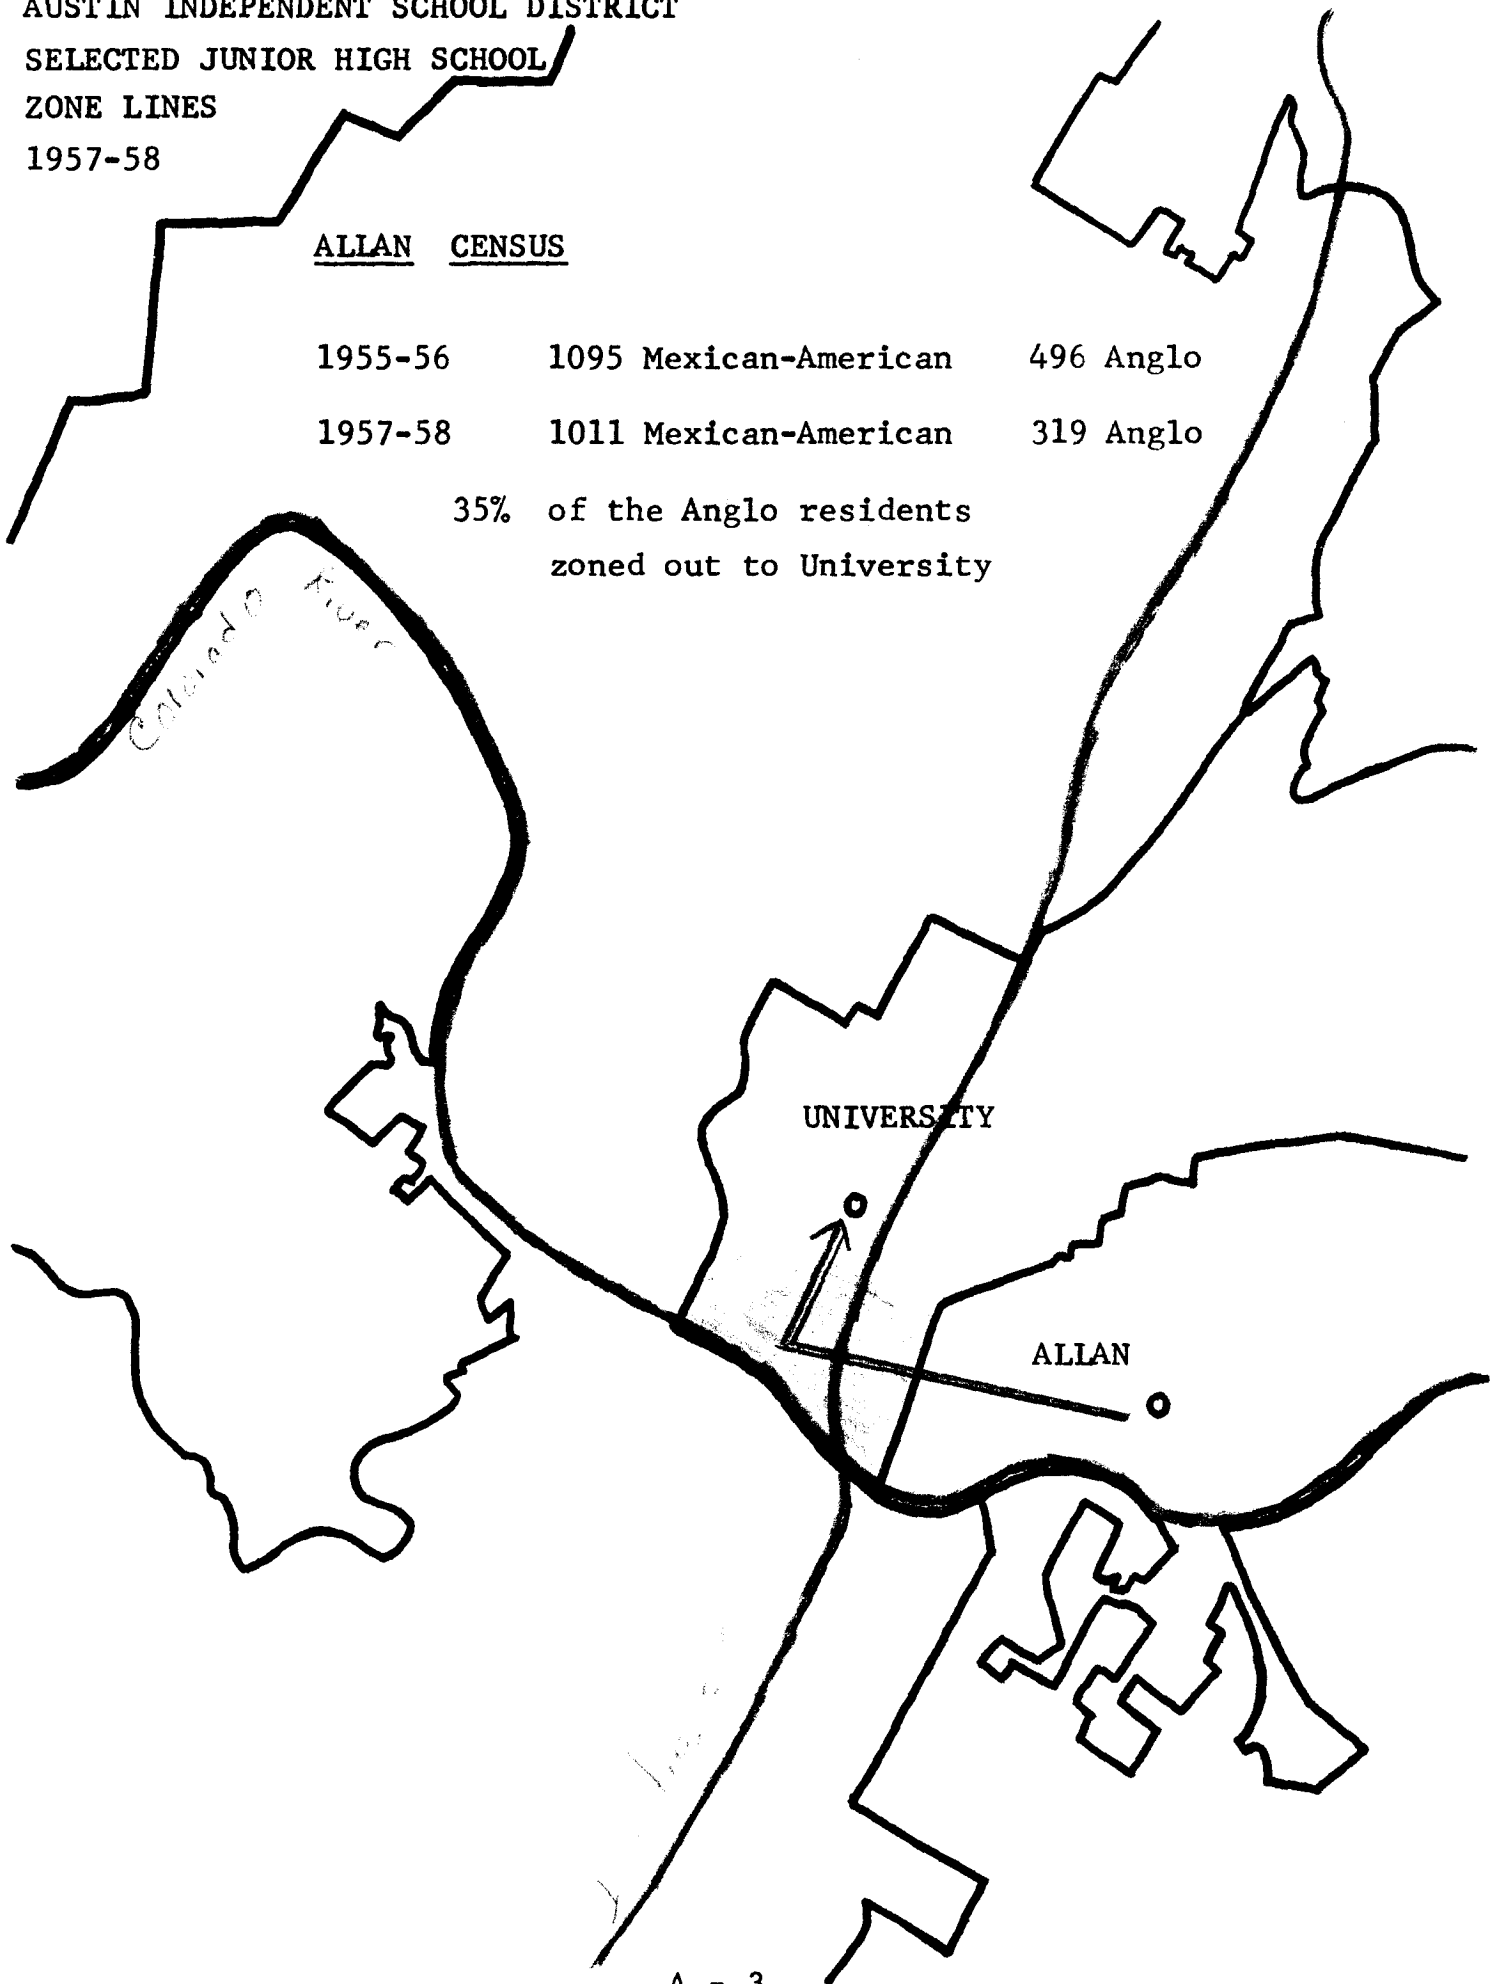 AUSTIN INDEPENDENT SCHOOL DISTRICT
SELECTED JUNIOR HIGH SCHOOL
ZONE LINES
1957-58
ALLAN CENSUS
1955-56 1095 Mexican-American 496 Anglo
1957-58 1011 Mexican-American 319 Anglo
35% of the Anglo residents
zoned out to University
Colorado River
UNIVERSITY
ALLAN
A - 3